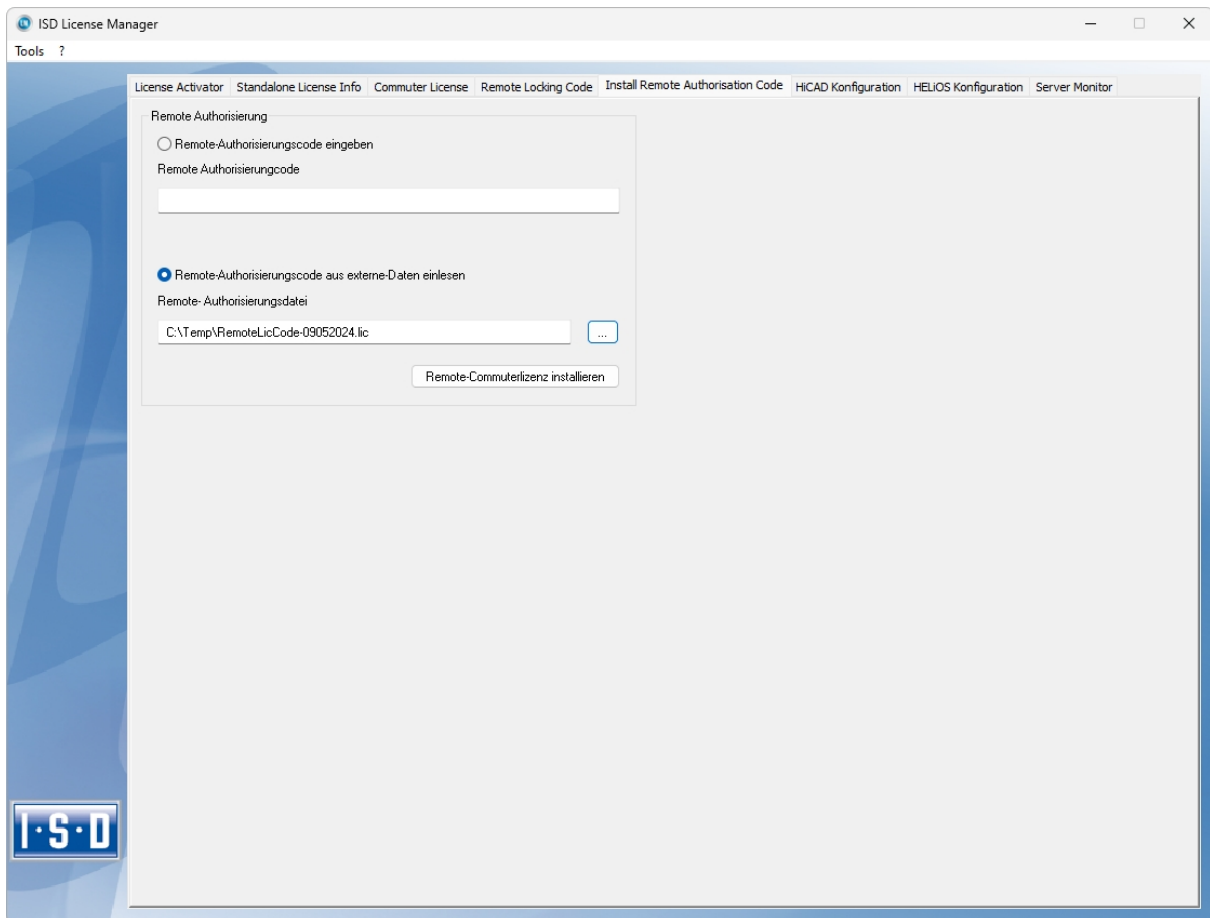 ISD License Manager
Tools ?
License Activator Standalone License Info Commuter License Remote Locking Code Install Remote Authorisation Code HiCAD Konfiguration HELiOS Konfiguration Server Monitor
Remote Authorisierung
Remote-Authorisierungscode eingeben
Remote Authorisierungcode
Remote-Authorisierungscode aus externe-Daten einlesen
Remote- Authorisierungsdatei
C:\Temp\RemoteLicCode-09052024.lic
...
Remote-Commuterlizenz installieren
I·S·D